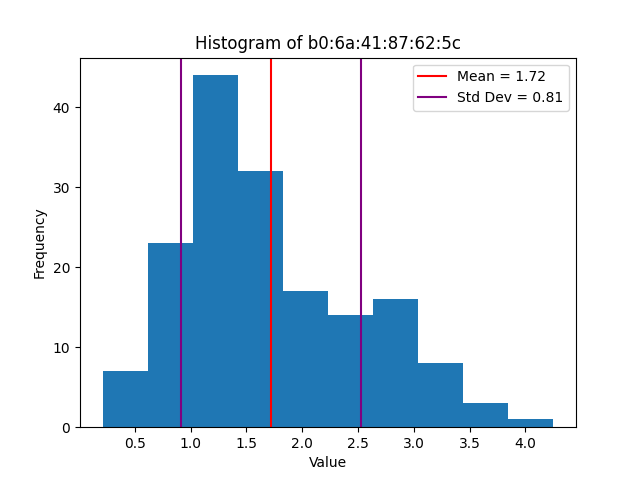 Histogram of b0:6a:41:87:62:5c
Mean = 1.72
Std Dev = 0.81
Frequency
40
30
20
10
0
0.5 1.0 1.5 2.0 2.5 3.0 3.5 4.0
Value